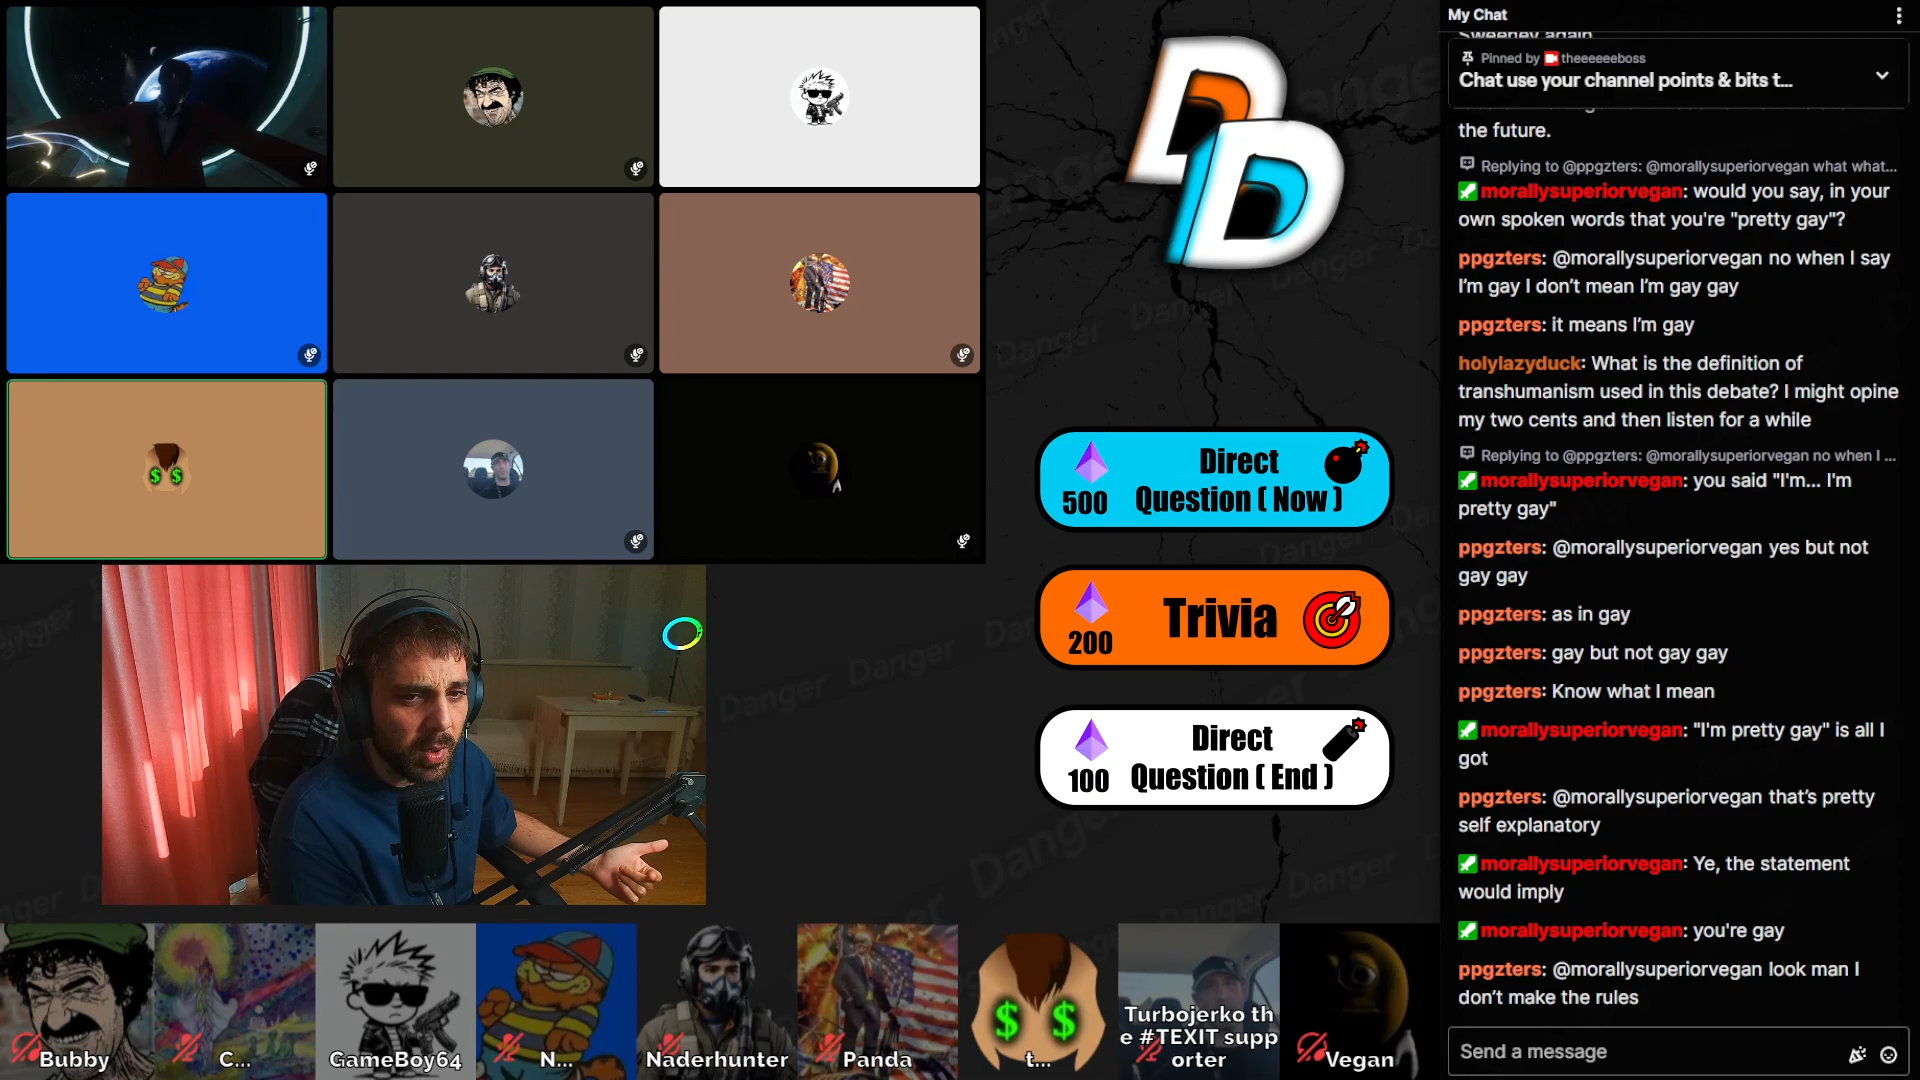 My Chat
Pinned by theeeeeeboss
Chat use your channel points & bits t...
the future.
Replying to @ppgzters: @morallysuperiorvegan what what...
morallysuperiorvegan: would you say, in your
own spoken words that you're "pretty gay"?
ppgzters: @morallysuperiorvegan no when I say
I'm gay I don't mean I'm gay gay
ppgzters: it means I'm gay
holylazyduck: What is the definition of
transhumanism used in this debate? I might opine
my two cents and then listen for a while
Replying to @ppgzters: @morallysuperiorvegan no when I ...
morallysuperiorvegan: you said "I'm... I'm
pretty gay"
ppgzters: @morallysuperiorvegan yes but not
gay gay
ppgzters: as in gay
ppgzters: gay but not gay gay
ppgzters: Know what I mean
morallysuperiorvegan: "I'm pretty gay" is all I
got
ppgzters: @morallysuperiorvegan that's pretty
self explanatory
morallysuperiorvegan: Ye, the statement
would imply
morallysuperiorvegan: you're gay
ppgzters: @morallysuperiorvegan look man I
don't make the rules
Send a message
DD
500
Direct
Question ( Now )
200
Trivia
100
Direct
Question ( End )
Danger
Bubby
C...
GameBoy64
N...
Naderhunter
Panda
t...
Turbojerko th
e #TEXIT supp
orter
Vegan